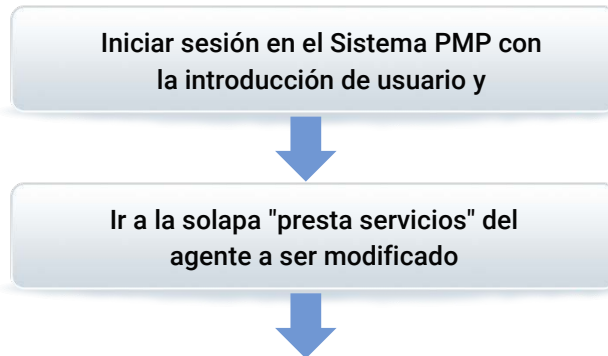 Iniciar sesión en el Sistema PMP con
la introducción de usuario y
Ir a la solapa "presta servicios" del
agente a ser modificado